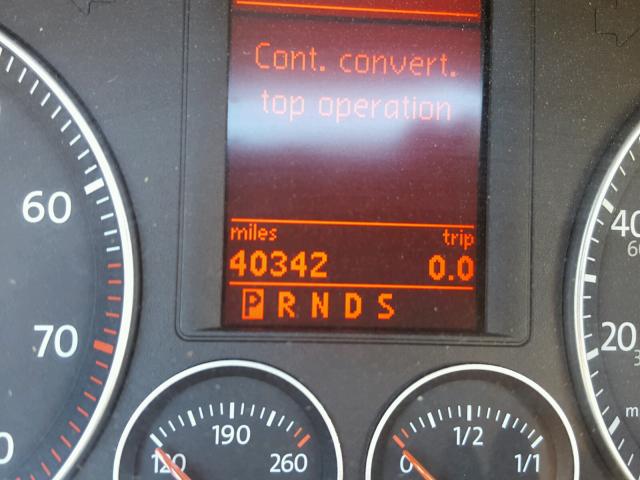 Cont. convert.
top operation
miles trip
40342 0.0
P R N D S
60
70
40
20
190
120 260
1/2
0 1/1